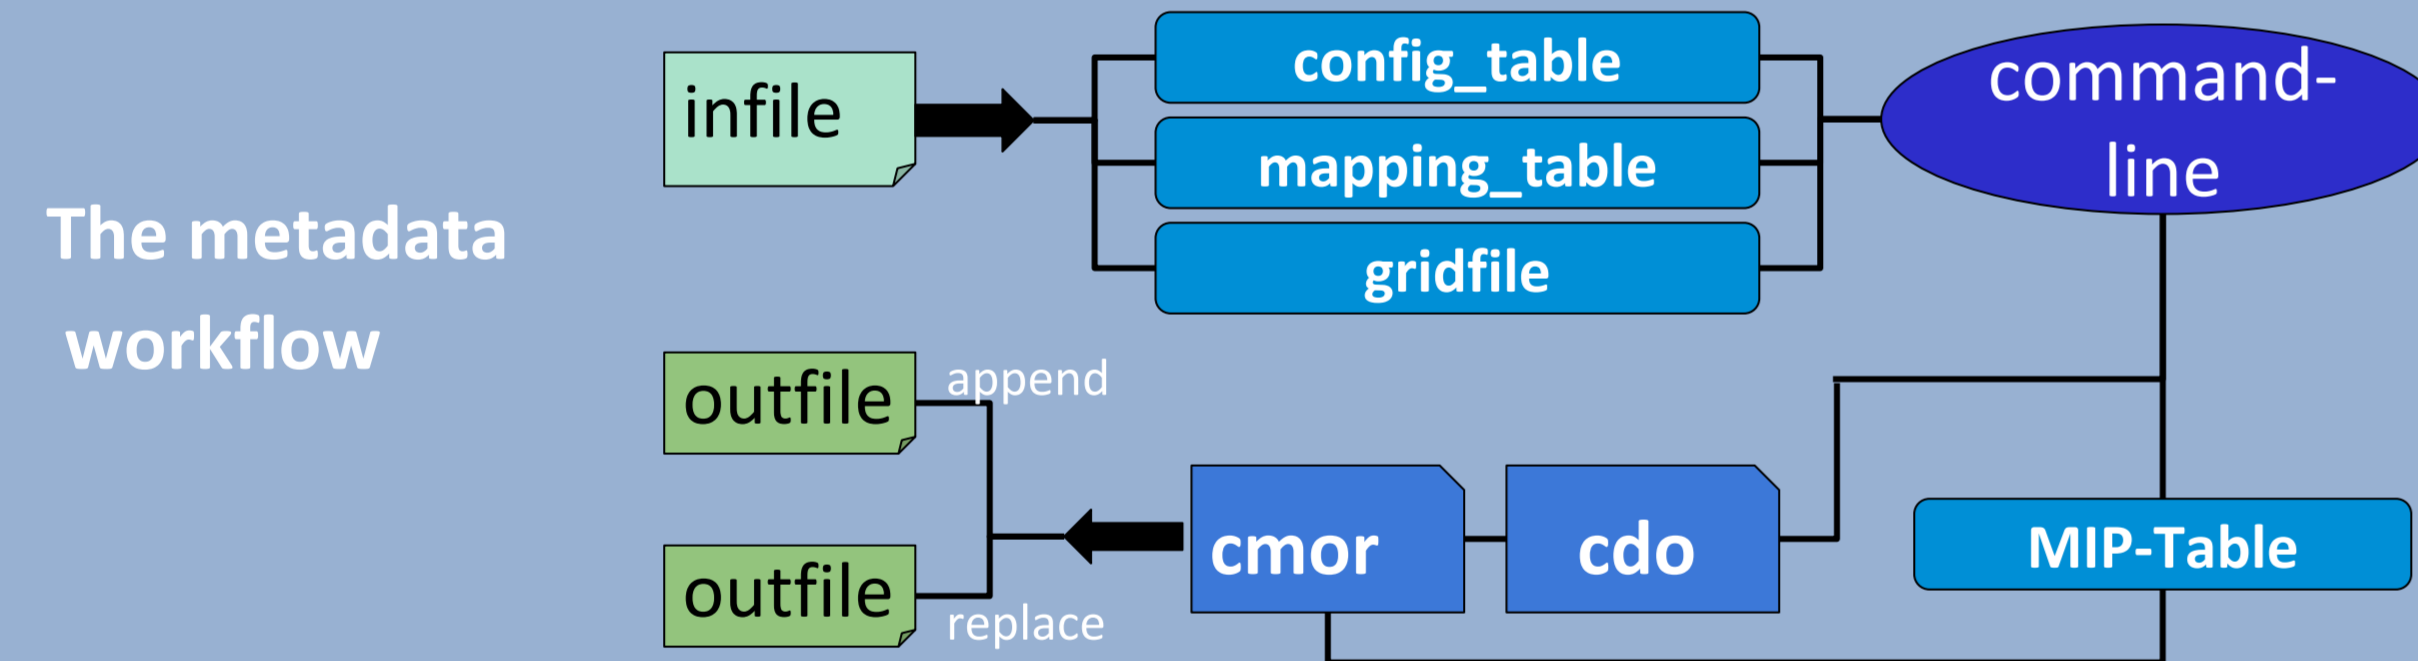 The metadata
workflow
infile
config_table
mapping_table
gridfile
command-
line
outfile
append
outfile
replace
cmor
cdo
MIP-Table